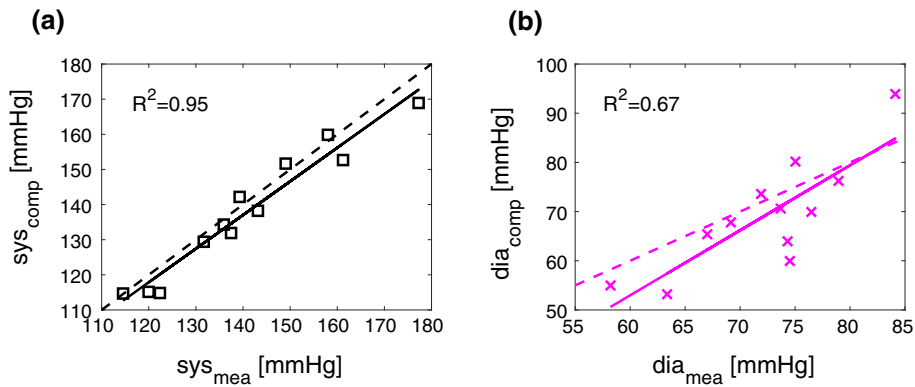 (a)
R²=0.95
sys_comp [mmHg]
180
170
160
150
140
130
120
110
110 120 130 140 150 160 170 180
sys_mea [mmHg]
(b)
R²=0.67
dia_comp [mmHg]
100
90
80
70
60
50
55 60 65 70 75 80 85
dia_mea [mmHg]